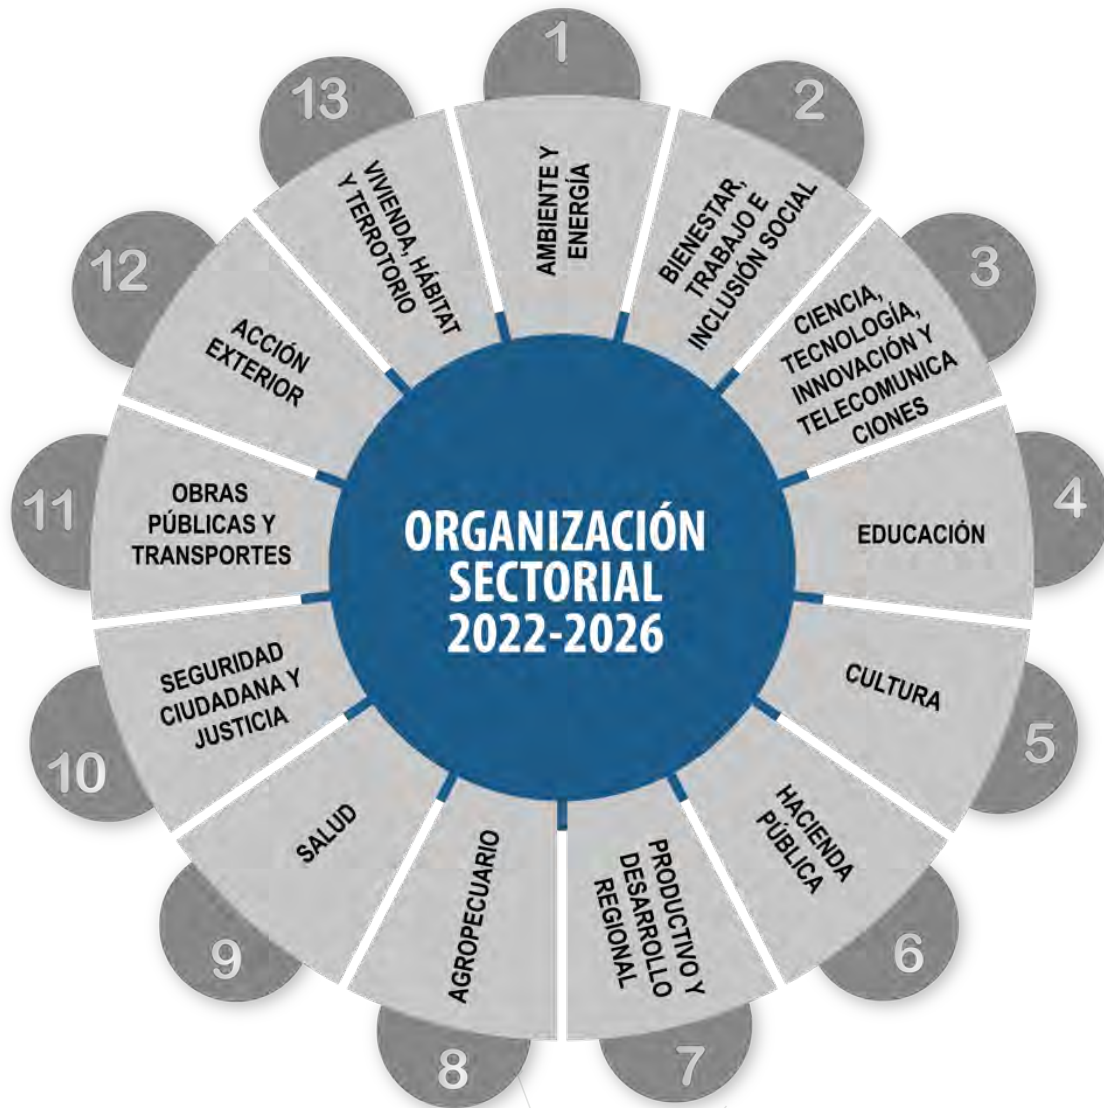 ORGANIZACIÓN
SECTORIAL
2022-2026
1
AMBIENTE Y
ENERGÍA
2
BIENESTAR,
TRABAJO E
INCLUSIÓN SOCIAL
3
CIENCIA,
TECNOLOGÍA,
INNOVACIÓN Y
TELECOMUNICA
CIONES
4
EDUCACIÓN
5
CULTURA
6
HACIENDA
PÚBLICA
7
PRODUCTIVO Y
DESARROLLO
REGIONAL
8
AGROPECUARIO
9
SALUD
10
SEGURIDAD
CIUDADANA Y
JUSTICIA
11
OBRAS
PÚBLICAS Y
TRANSPORTES
12
ACCIÓN
EXTERIOR
13
VIVIENDA, HÁBITAT
Y TERROTORIO